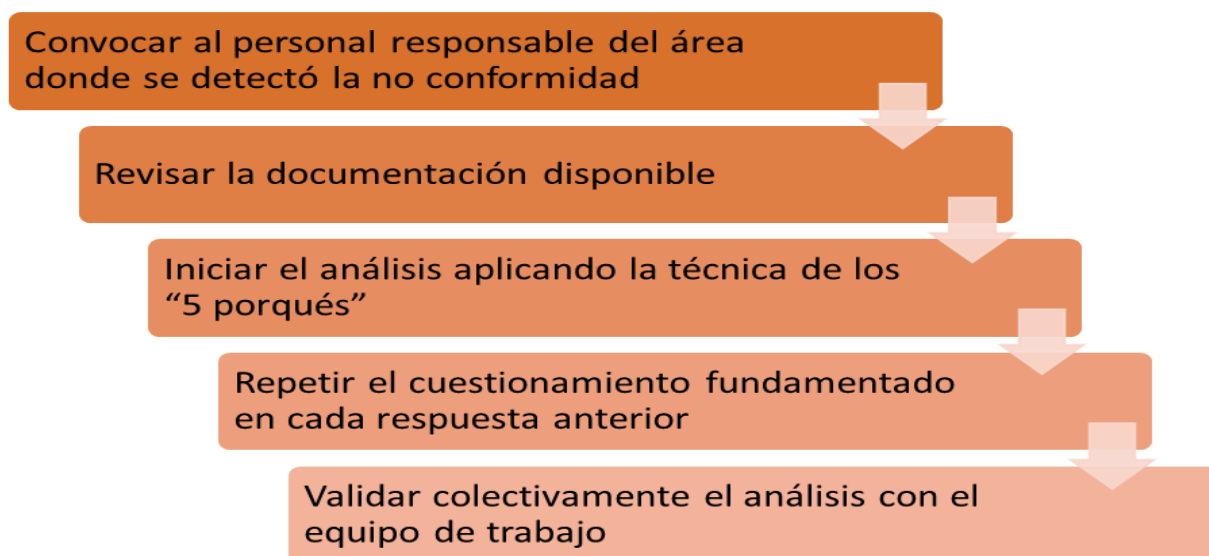 Convocar al personal responsable del área
donde se detectó la no conformidad
Revisar la documentación disponible
Iniciar el análisis aplicando la técnica de los
“5 porqués”
Repetir el cuestionamiento fundamentado
en cada respuesta anterior
Validar colectivamente el análisis con el
equipo de trabajo